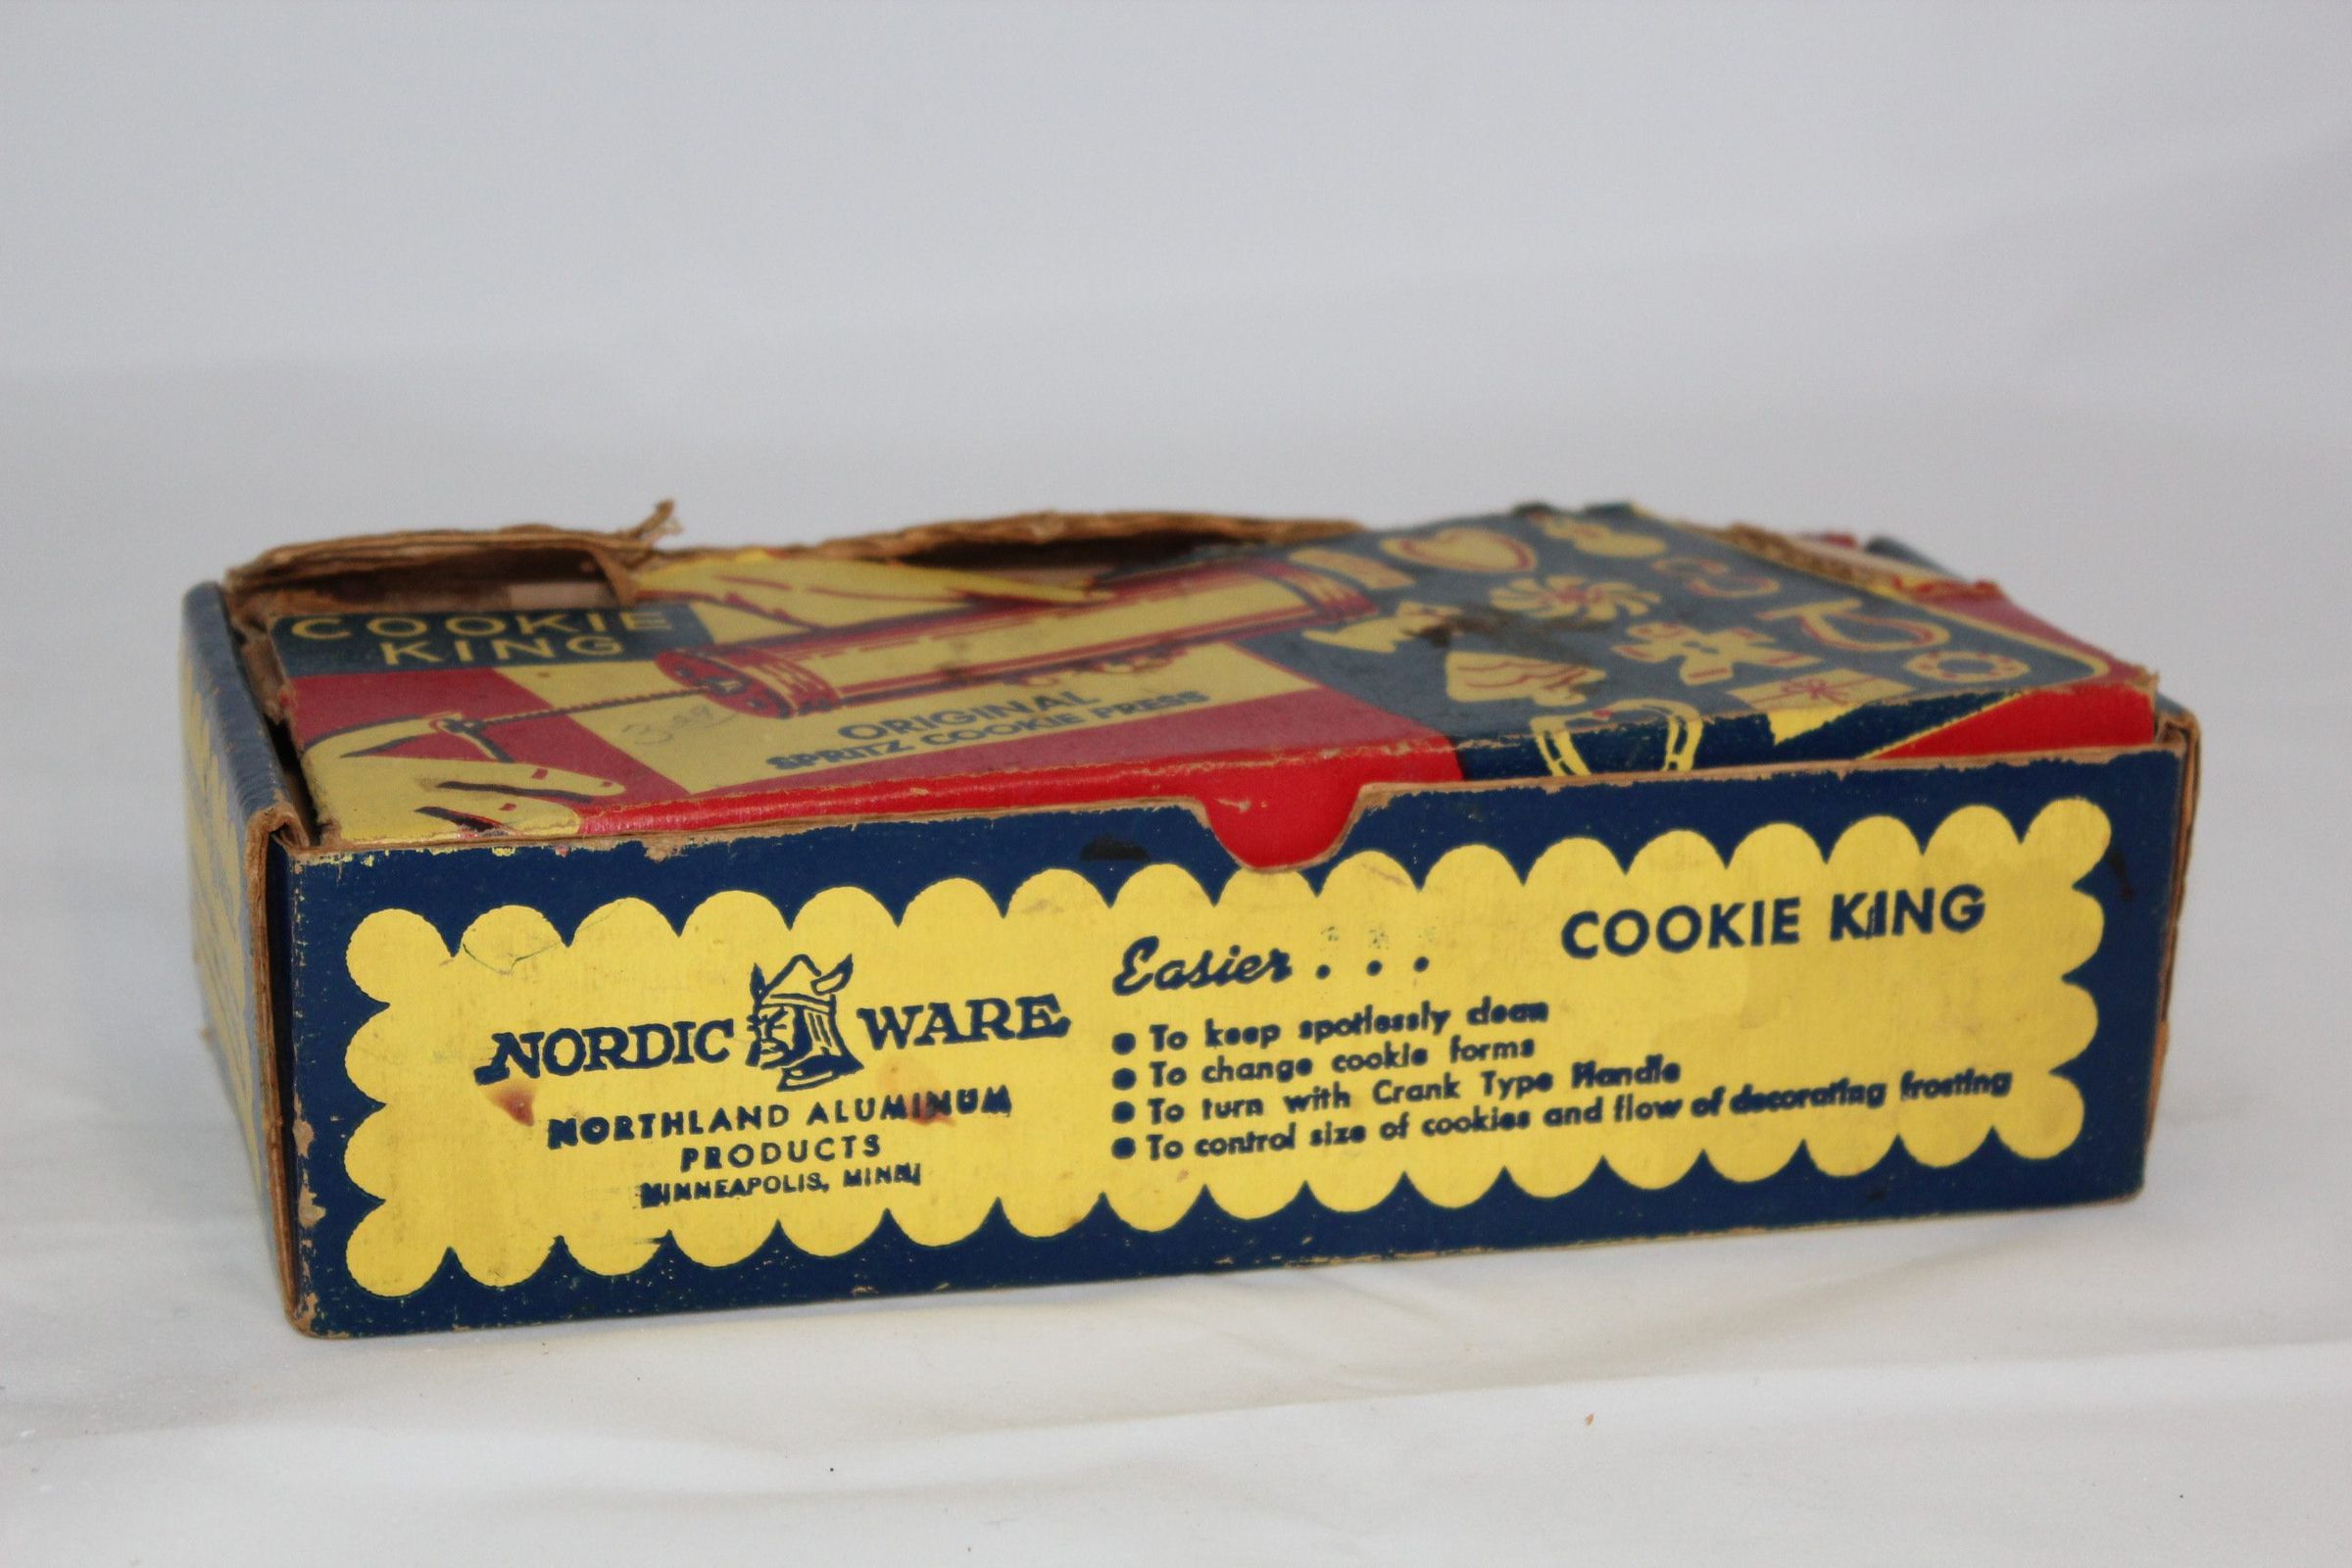 COOKIE
KING
ORIGINAL
SPRITZ COOKIE PRESS
NORDIC WARE
NORTHLAND ALUMINUM
PRODUCTS
MINNEAPOLIS, MINN.
Easier . . .
COOKIE KING
● To keep spotlessly clean
● To change cookie forms
● To turn with Crank Type Handle
● To control size of cookies and flow of decorating frosting